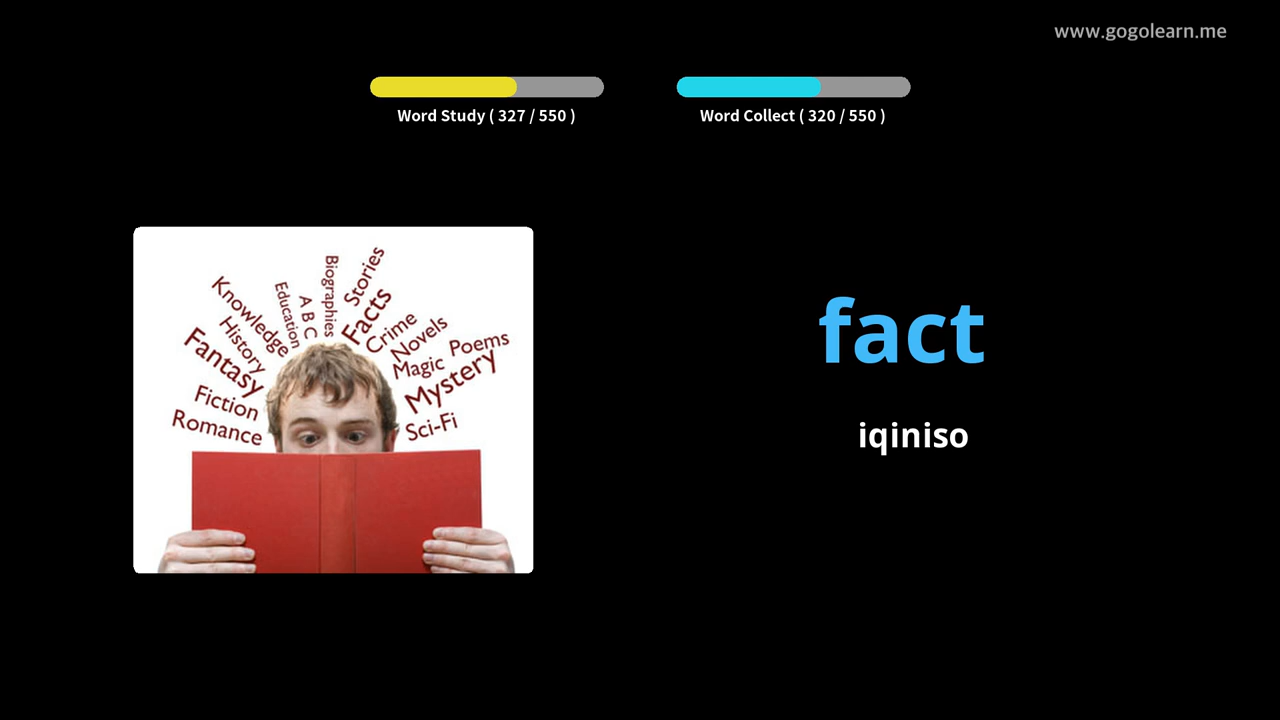 www.gogolearn.me
Word Study ( 327 / 550 )
Word Collect ( 320 / 550 )
Romance
Fiction
Fantasy
History
Knowledge
Education
A B C
Biographies
Stories
Facts
Crime
Novels
Magic
Poems
Mystery
Sci-Fi
fact
iqiniso